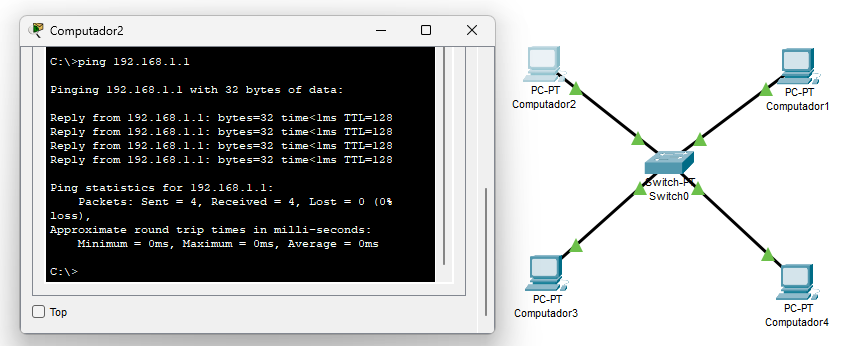 Computador2
C:\>ping 192.168.1.1
Pinging 192.168.1.1 with 32 bytes of data:
Reply from 192.168.1.1: bytes=32 time<1ms TTL=128
Reply from 192.168.1.1: bytes=32 time<1ms TTL=128
Reply from 192.168.1.1: bytes=32 time<1ms TTL=128
Reply from 192.168.1.1: bytes=32 time<1ms TTL=128
Ping statistics for 192.168.1.1:
Packets: Sent = 4, Received = 4, Lost = 0 (0%
loss),
Approximate round trip times in milli-seconds:
Minimum = 0ms, Maximum = 0ms, Average = 0ms
C:\>
Top
PC-PT
Computador2
PC-PT
Computador1
Switch-PT
Switch0
PC-PT
Computador3
PC-PT
Computador4